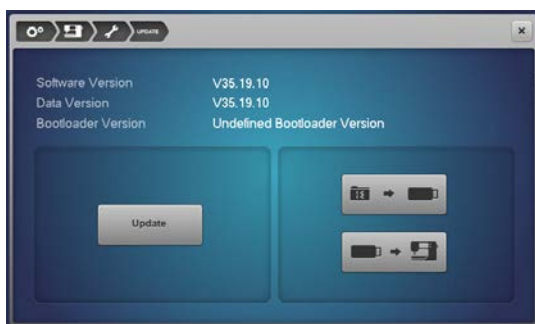 UPDATE
Software Version V35.19.10
Data Version V35.19.10
Bootloader Version Undefined Bootloader Version
Update